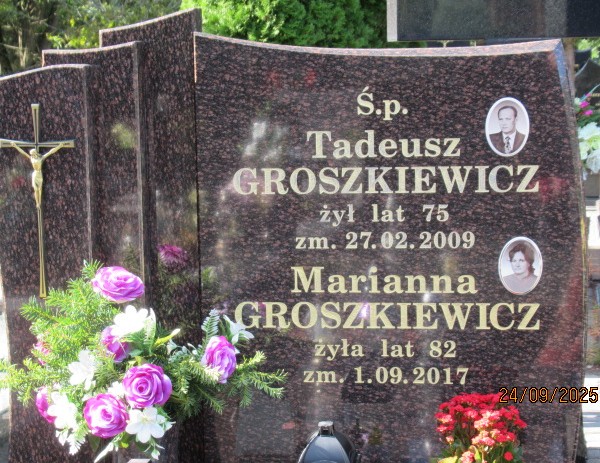 Ś.p.
Tadeusz
GROSZKIEWICZ
żył lat 75
zm. 27.02.2009
Marianna
GROSZKIEWICZ
żyła lat 82
zm. 1.09.2017
24/09/2025